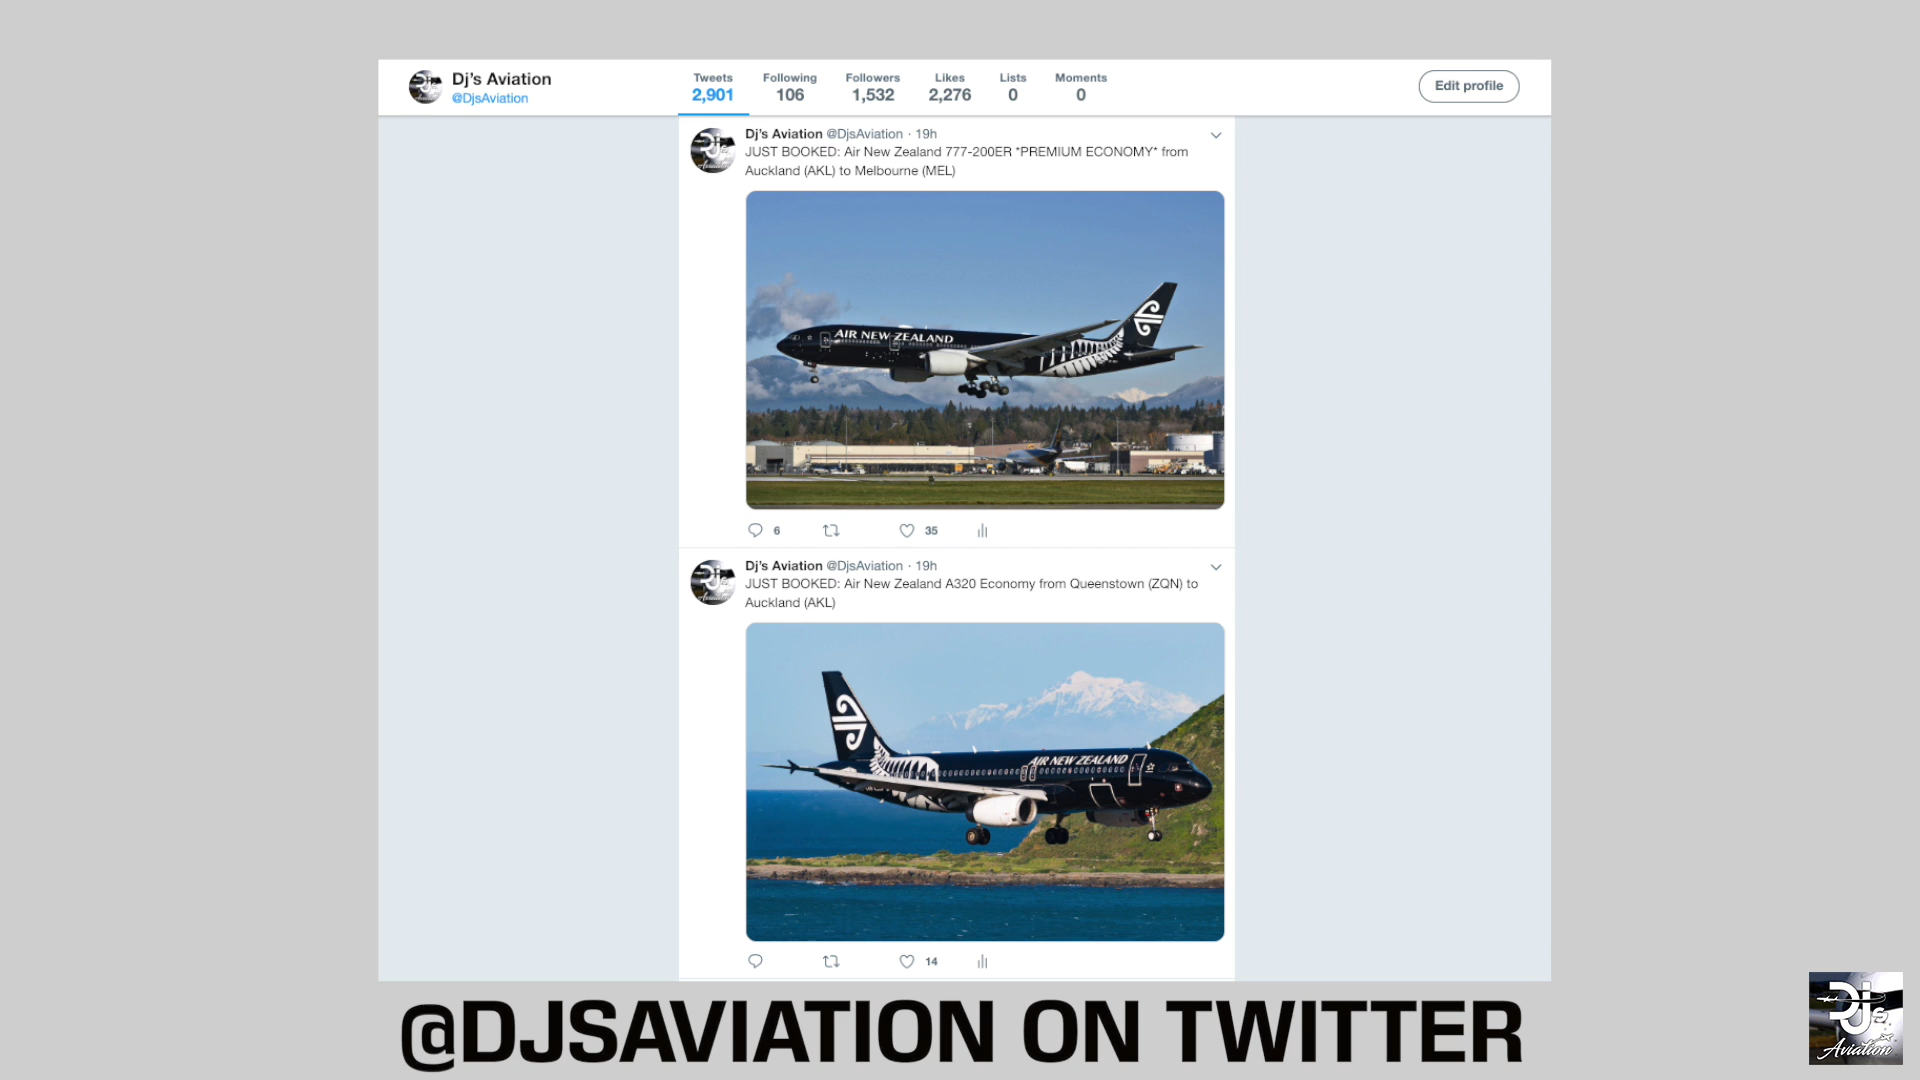 Dj's Aviation
@DjsAviation
Tweets
2,901
Following
106
Followers
1,532
Likes
2,276
Lists
0
Moments
0
Edit profile
Dj's Aviation @DjsAviation · 19h
JUST BOOKED: Air New Zealand 777-200ER *PREMIUM ECONOMY* from
Auckland (AKL) to Melbourne (MEL)
AIR NEW ZEALAND
6
35
Dj's Aviation @DjsAviation · 19h
JUST BOOKED: Air New Zealand A320 Economy from Queenstown (ZQN) to
Auckland (AKL)
AIR NEW ZEALAND
14
@DJSAVIATION ON TWITTER
DJs
Aviation